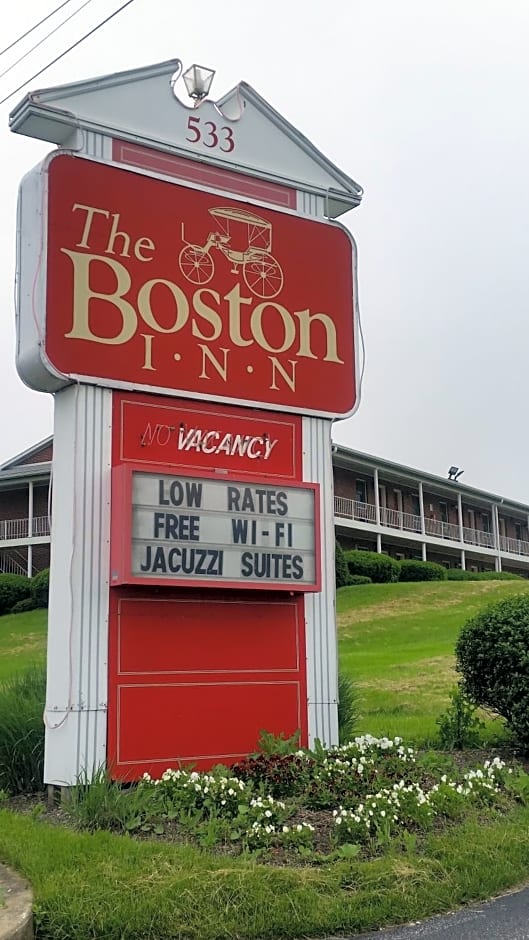 533
The
Boston
I·N·N·
NO VACANCY
LOW RATES
FREE WI-FI
JACUZZI SUITES